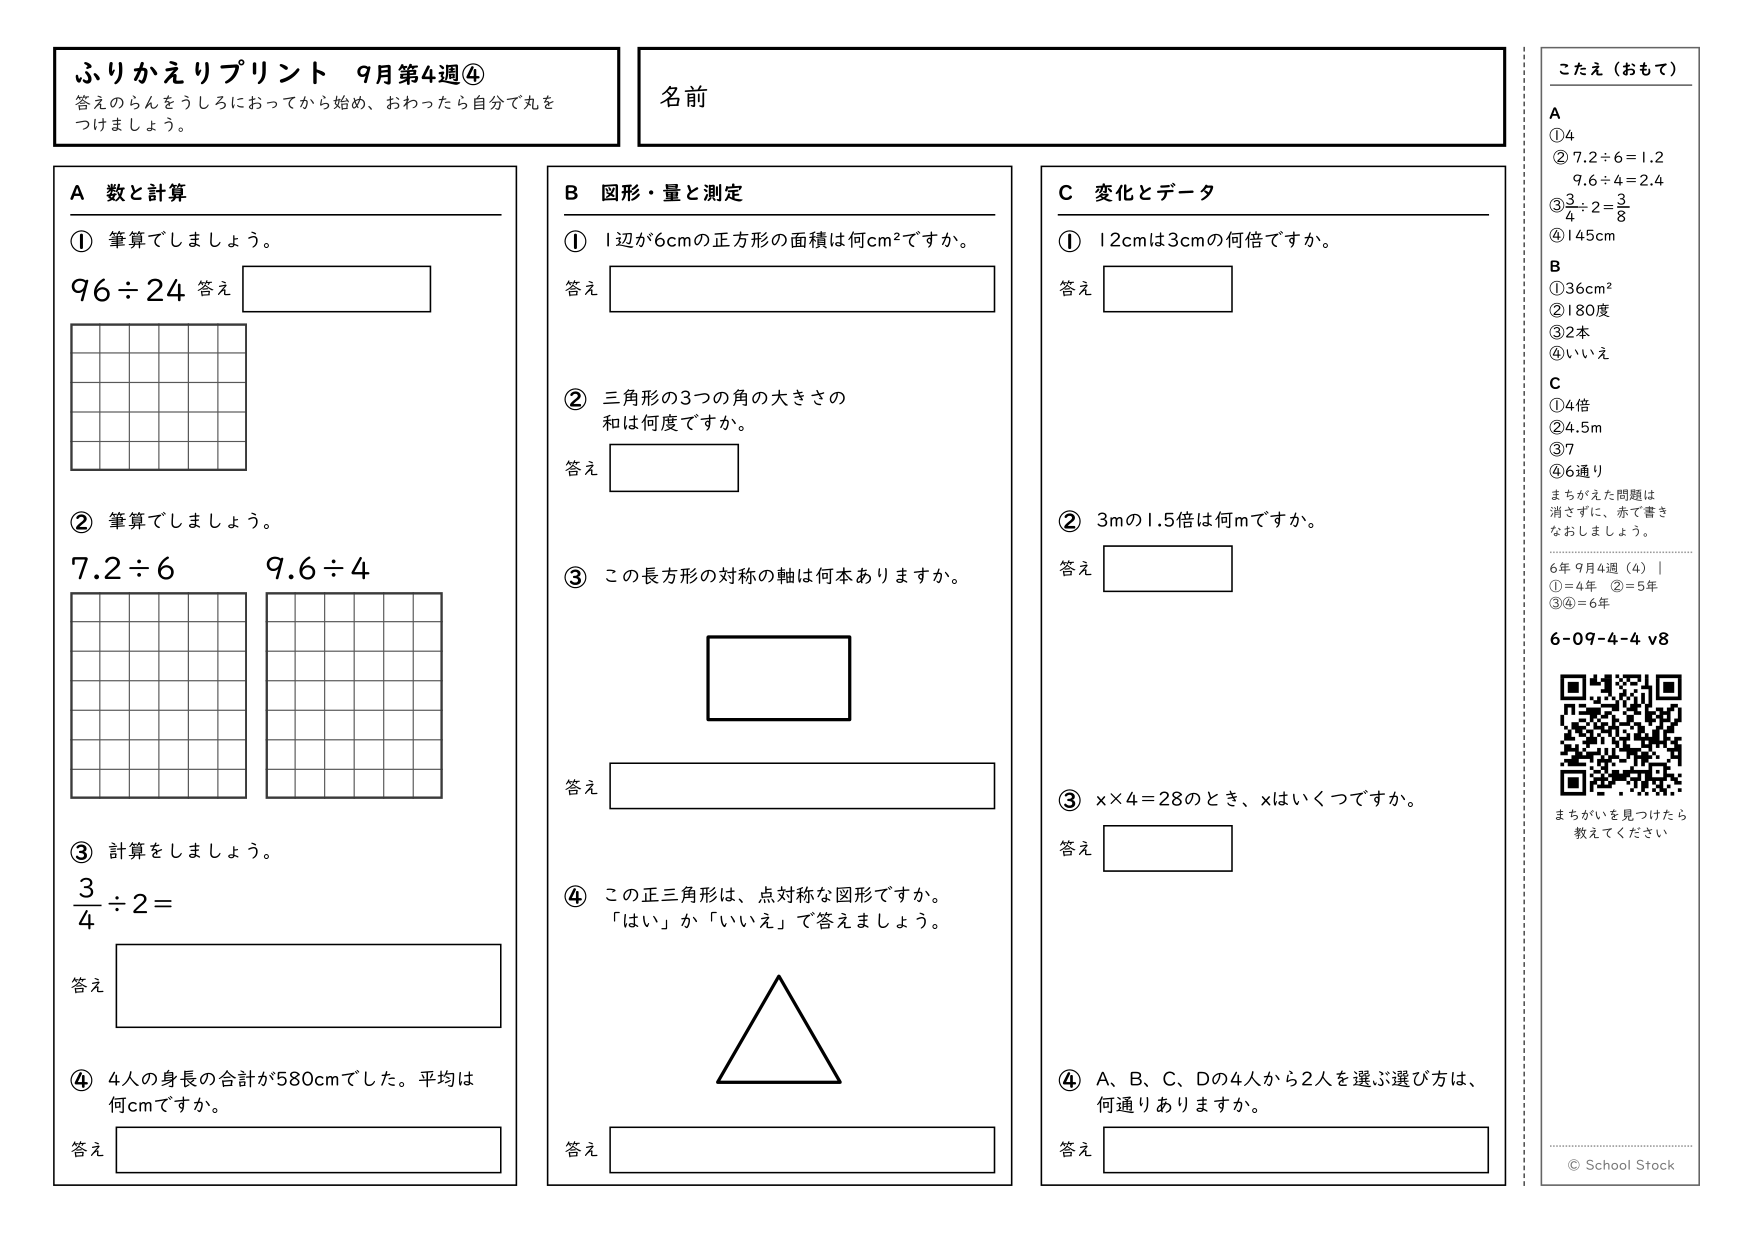 ふりかえりプリント　9月第4週④
答えのらんをうしろにおってから始め、おわったら自分で丸を
つけましょう。
名前
A　数と計算
① 筆算でしましょう。
96÷24 答え
② 筆算でしましょう。
7.2÷6　9.6÷4
③ 計算をしましょう。
3/4÷2＝
答え
④ 4人の身長の合計が580cmでした。平均は
何cmですか。
答え
B　図形・量と測定
① 1辺が6cmの正方形の面積は何cm²ですか。
答え
② 三角形の3つの角の大きさの
和は何度ですか。
答え
③ この長方形の対称の軸は何本ありますか。
答え
④ この正三角形は、点対称な図形ですか。
「はい」か「いいえ」で答えましょう。
答え
C　変化とデータ
① 12cmは3cmの何倍ですか。
答え
② 3mの1.5倍は何mですか。
答え
③ x×4＝28のとき、xはいくつですか。
答え
④ A、B、C、Dの4人から2人を選ぶ選び方は、
何通りありますか。
答え
こたえ（おもて）
A
①4
② 7.2÷6＝1.2
9.6÷4＝2.4
③3/4÷2＝3/8
④145cm
B
①36cm²
②180度
③2本
④いいえ
C
①4倍
②4.5m
③7
④6通り
まちがえた問題は
消さずに、赤で書き
なおしましょう。
6年 9月4週（4）｜
①＝4年　②＝5年
③④＝6年
6-09-4-4 v8
まちがいを見つけたら
教えてください
© School Stock